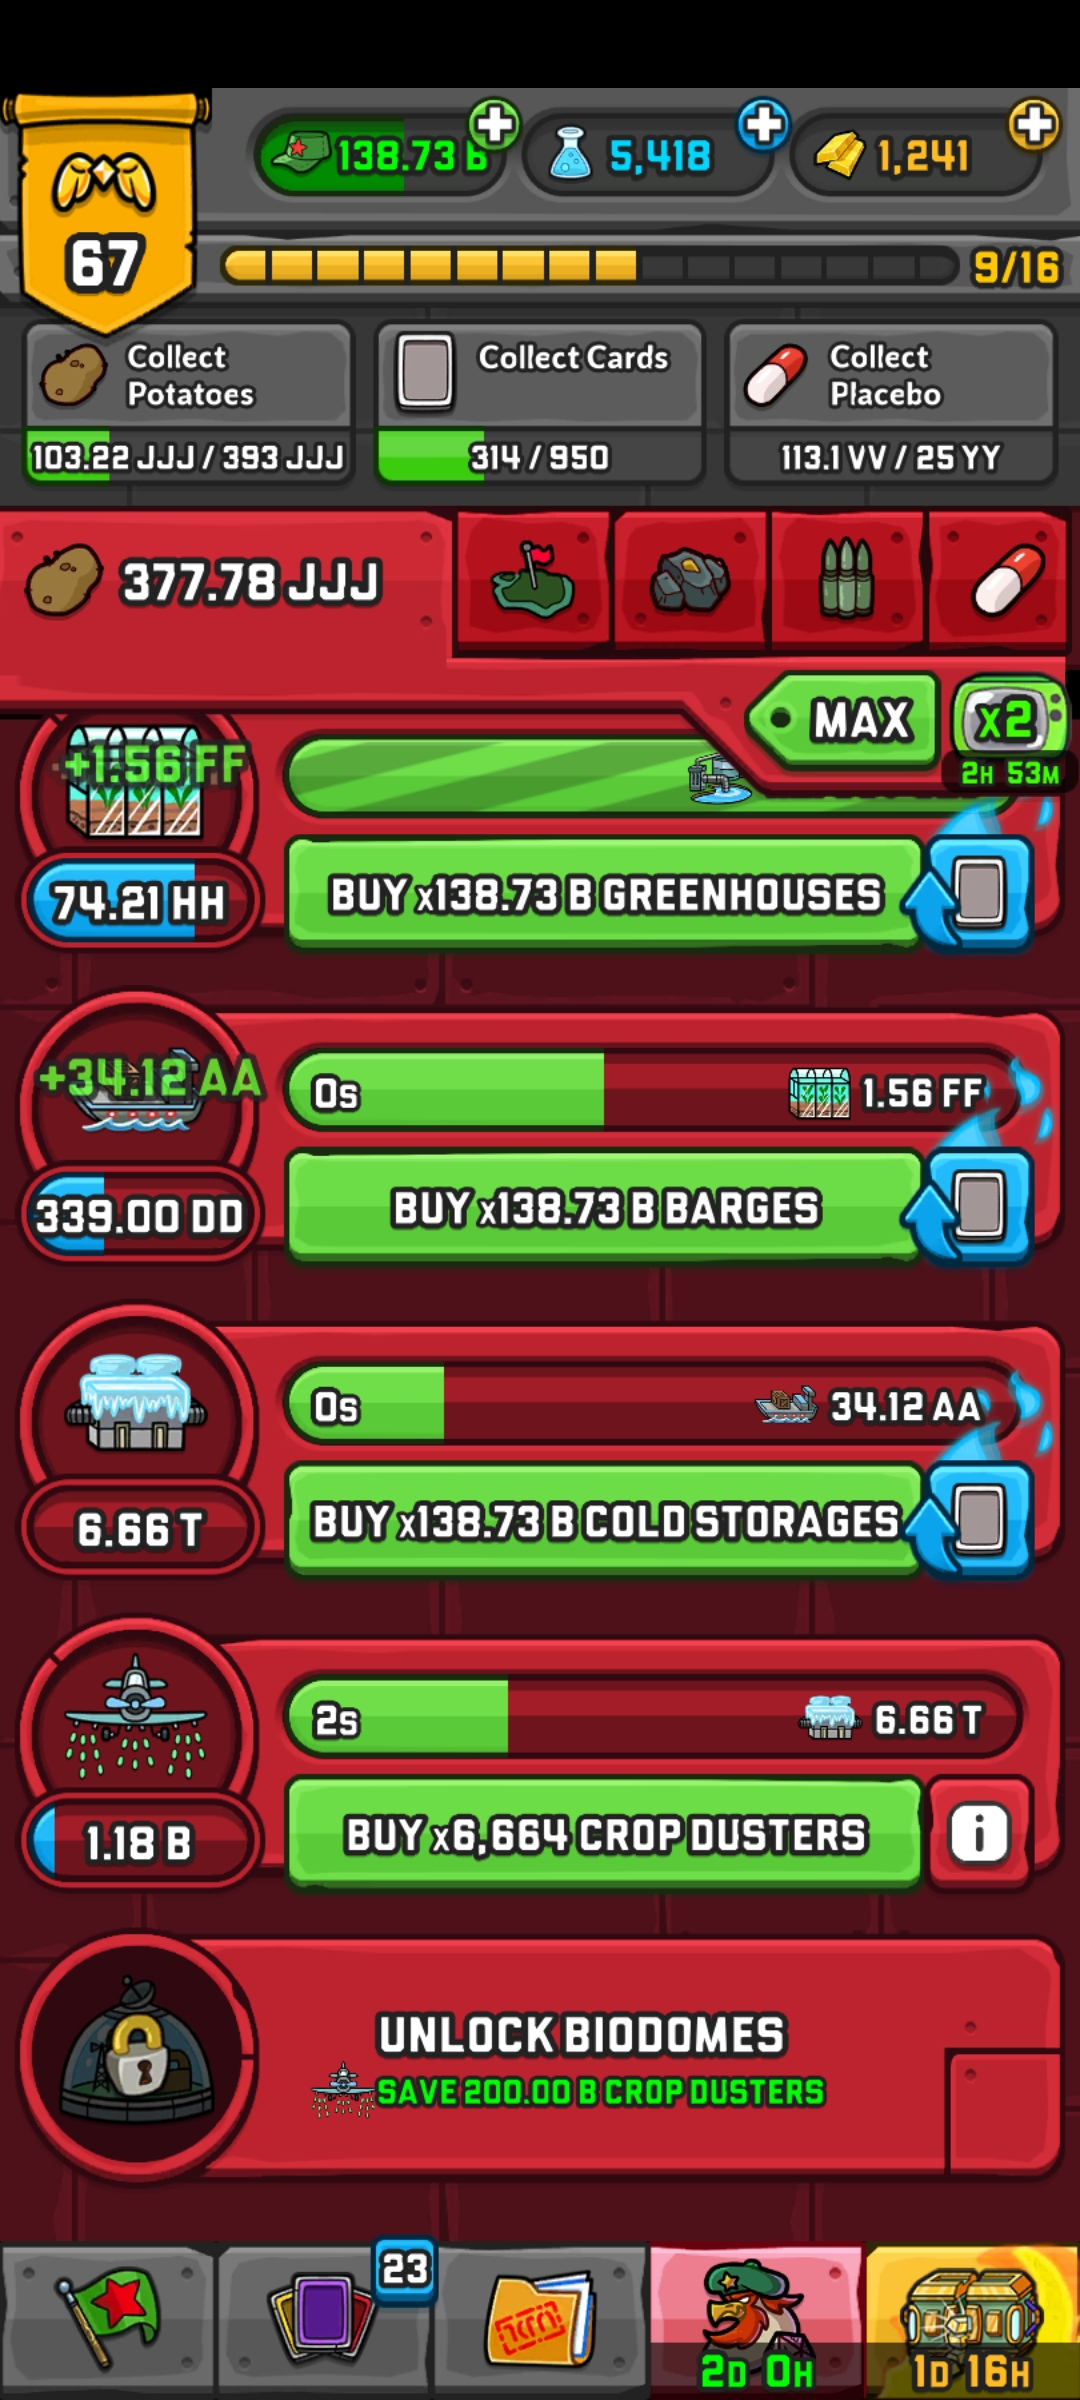 138.73 B
5,418
1,241
67
9/16
Collect
Potatoes
103.22 JJJ / 393 JJJ
Collect Cards
314 / 950
Collect
Placebo
113.1 VV / 25 YY
377.78 JJJ
MAX
x2
2H 53M
+1.56 FF
74.21 HH
BUY x138.73 B GREENHOUSES
+34.12 AA
0s
1.56 FF
339.00 DD
BUY x138.73 B BARGES
0s
34.12 AA
6.66 T
BUY x138.73 B COLD STORAGES
2s
6.66 T
1.18 B
BUY x6,664 CROP DUSTERS
i
UNLOCK BIODOMES
SAVE 200.00 B CROP DUSTERS
23
2D 0H
1D 16H